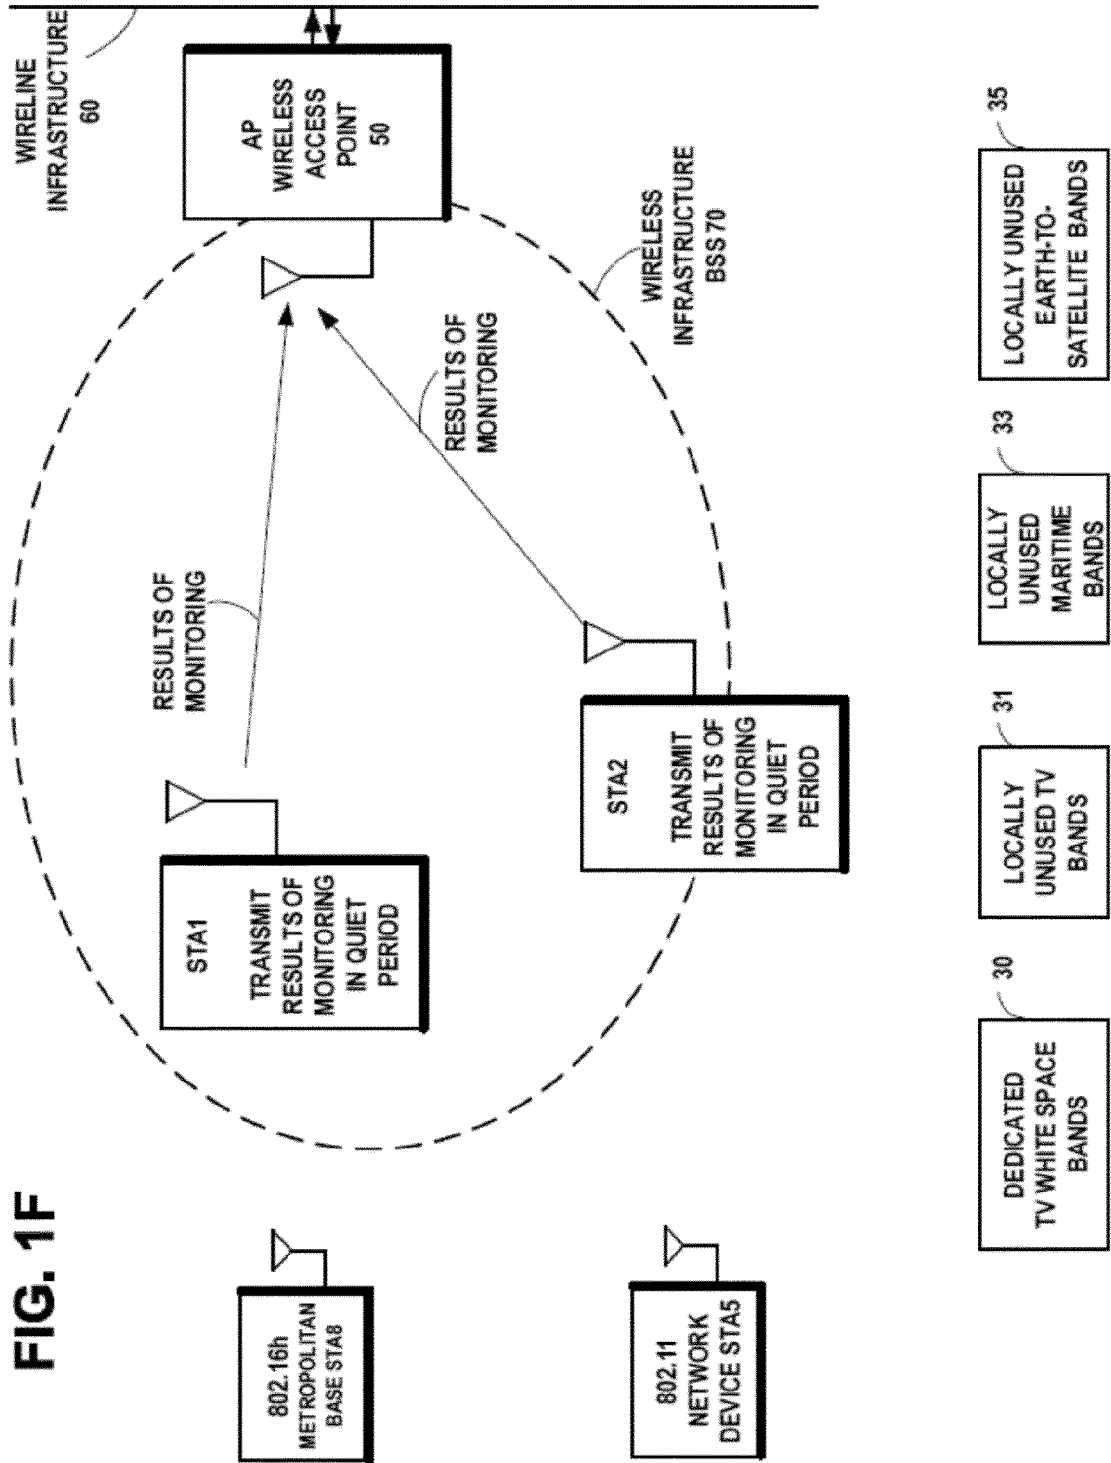 FIG. 1F
WIRELINE
INFRASTRUCTURE
60
AP
WIRELESS
ACCESS
POINT
50
WIRELESS
INFRASTRUCTURE
BSS70
RESULTS OF
MONITORING
RESULTS OF
MONITORING
STA1
TRANSMIT
RESULTS OF
MONITORING
IN QUIET
PERIOD
STA2
TRANSMIT
RESULTS OF
MONITORING
IN QUIET
PERIOD
802.16h
METROPOLITAN
BASE STA8
802.11
NETWORK
DEVICE STA5
30
DEDICATED
TV WHITE SPACE
BANDS
31
LOCALLY
UNUSED TV
BANDS
33
LOCALLY
UNUSED
MARITIME
BANDS
35
LOCALLY UNUSED
EARTH-TO-
SATELLITE BANDS